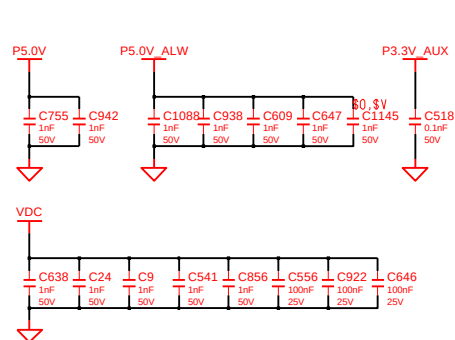 P5.0V P5.0V_ALW P3.3V_AUX
$0,$V
C755 C942 C1088 C938 C609 C647 C1145 C518
1nF 1nF 1nF 1nF 1nF 1nF 1nF 0.1nF
50V 50V 50V 50V 50V 50V 50V 50V
VDC
C638 C24 C9 C541 C856 C556 C922 C646
1nF 1nF 1nF 1nF 1nF 100nF 100nF 100nF
50V 50V 50V 50V 50V 25V 25V 25V